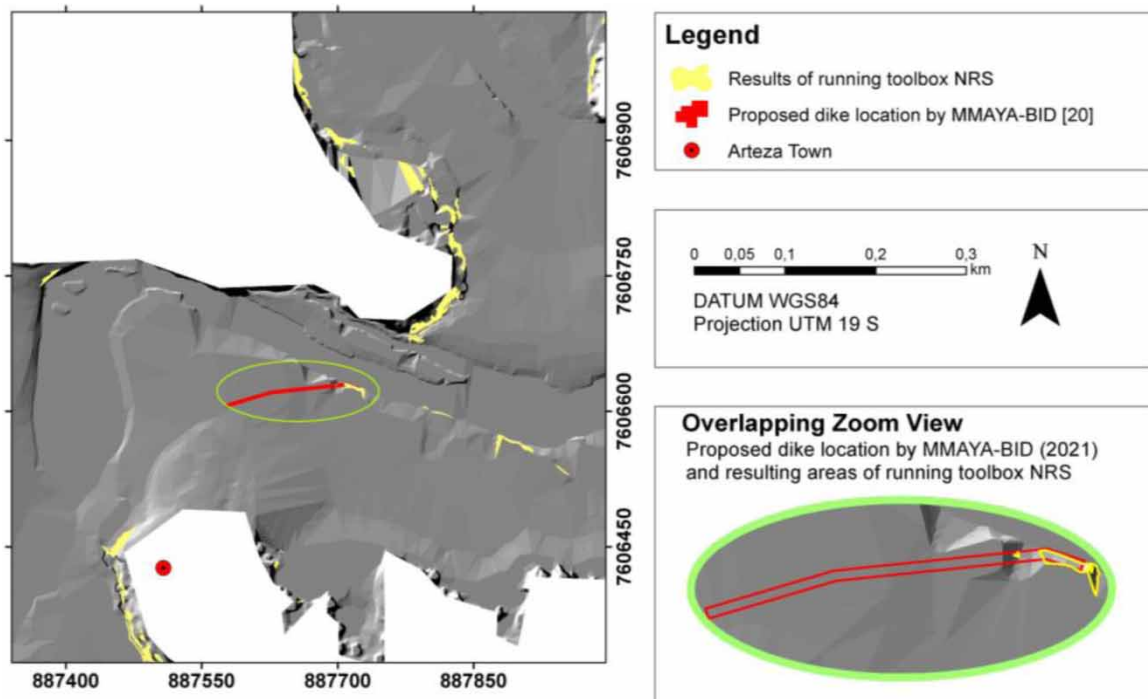 7606900
7606750
7606600
7606450
887400 887550 887700 887850
Legend
Results of running toolbox NRS
Proposed dike location by MMAYA-BID [20]
Arteza Town
0 0,05 0,1 0,2 0,3
km
N
DATUM WGS84
Projection UTM 19 S
Overlapping Zoom View
Proposed dike location by MMAYA-BID (2021)
and resulting areas of running toolbox NRS